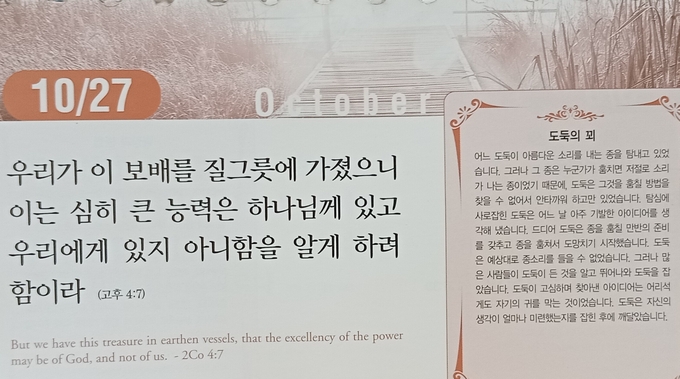 10/27
October
우리가 이 보배를 질그릇에 가졌으니
이는 심히 큰 능력은 하나님께 있고
우리에게 있지 아니함을 알게 하려
함이라 (고후 4:7)
But we have this treasure in earthen vessels, that the excellency of the power
may be of God, and not of us. - 2Co 4:7
도둑의 꾀
어느 도둑이 아름다운 소리를 내는 종을 탐내고 있었
습니다. 그러나 그 종은 누군가가 훔치면 저절로 소리
가 나는 종이었기 때문에, 도둑은 그것을 훔칠 방법을
찾을 수 없어서 안타까워 하고만 있었습니다. 탐심에
사로잡힌 도둑은 어느 날 아주 기발한 아이디어를 생
각해 냈습니다. 드디어 도둑은 종을 훔칠 만반의 준비
를 갖추고 종을 훔쳐서 도망치기 시작했습니다. 도둑
은 예상대로 종소리를 들을 수 없었습니다. 그러나 많
은 사람들이 도둑이 든 것을 알고 뛰어나와 도둑을 잡
았습니다. 도둑이 고심하며 찾아낸 아이디어는 어리석
게도 자기의 귀를 막는 것이었습니다. 도둑은 자신의
생각이 얼마나 미련했는지를 잡힌 후에 깨달았습니다.